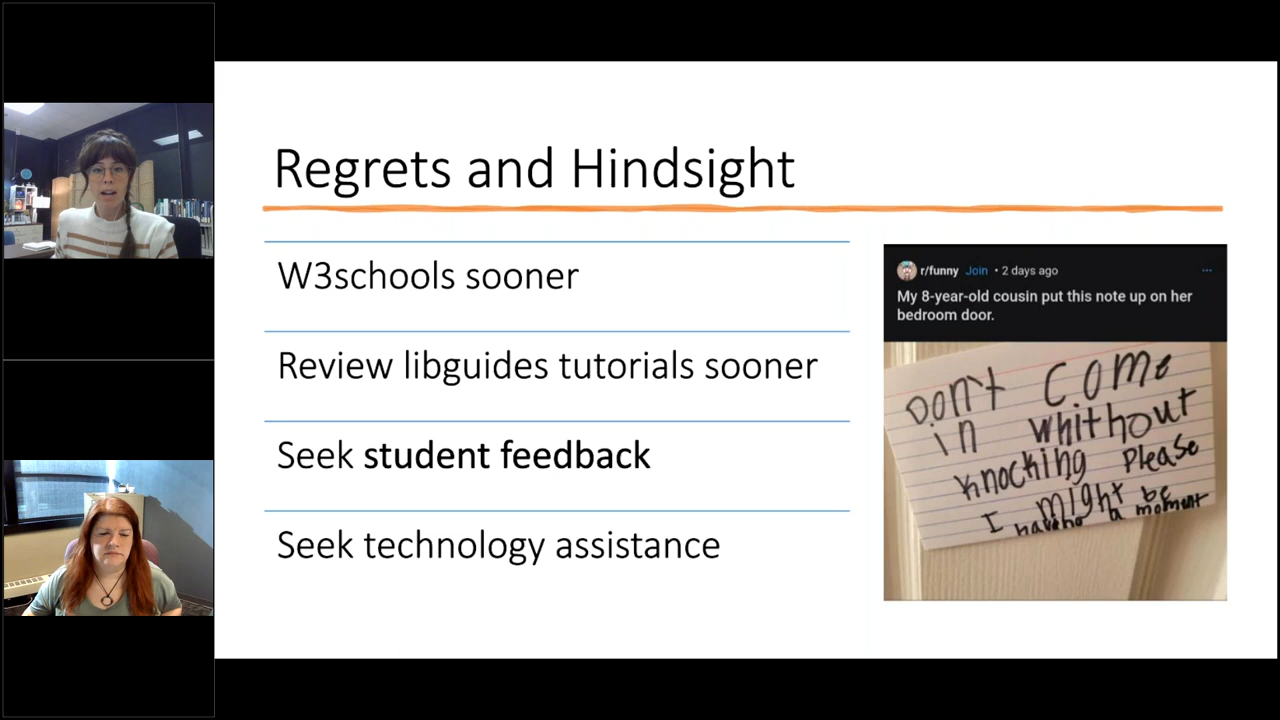 Regrets and Hindsight
W3schools sooner
Review libguides tutorials sooner
Seek student feedback
Seek technology assistance
r/funny Join • 2 days ago
My 8-year-old cousin put this note up on her
bedroom door.
Don't come
in whithout
knocking please
I might be
having a moment